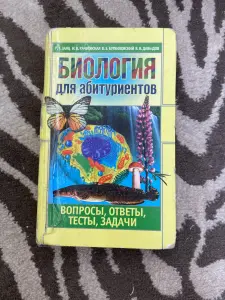 БИОЛОГИЯ
для абитуриентов
ВОПРОСЫ, ОТВЕТЫ,
ТЕСТЫ, ЗАДАЧИ